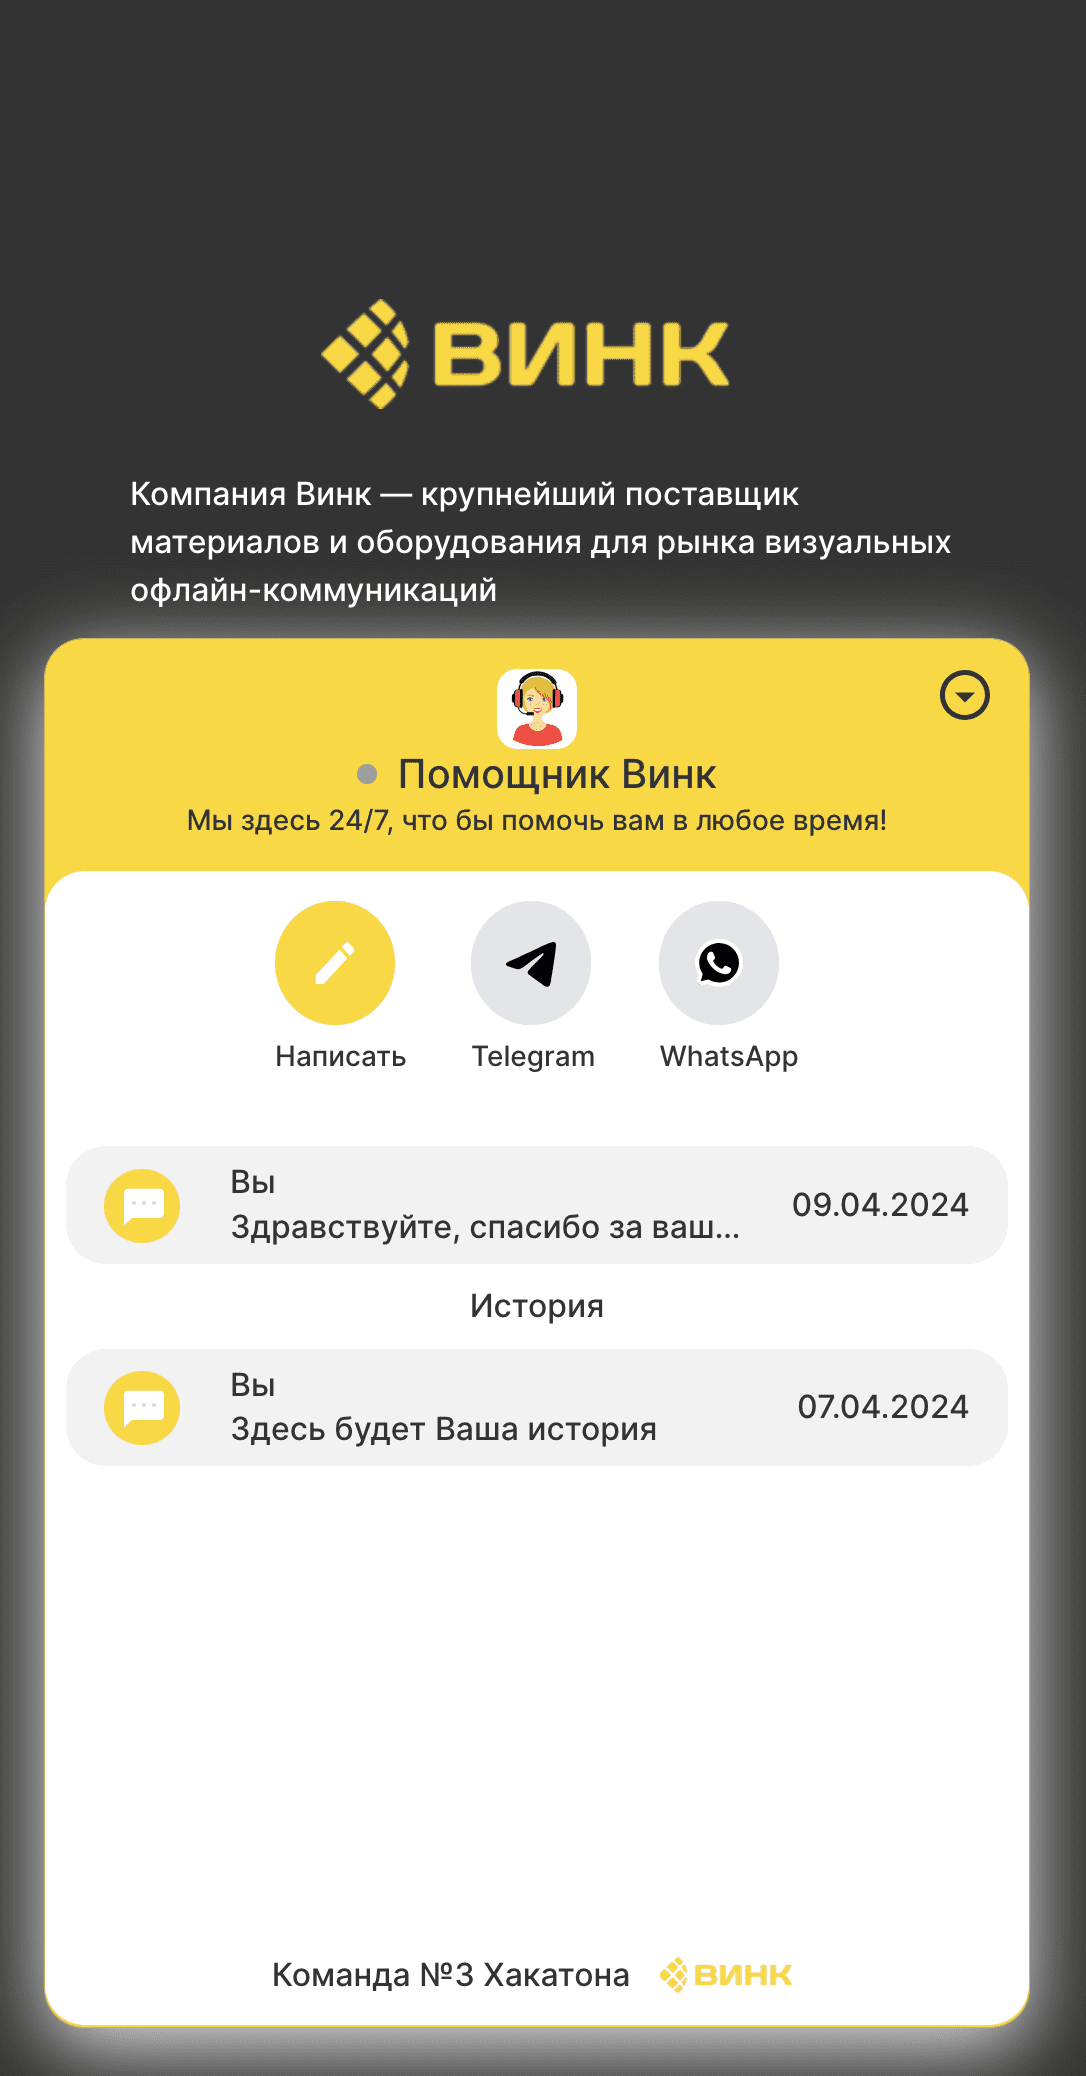 ВИНК
Компания Винк — крупнейший поставщик
материалов и оборудования для рынка визуальных
офлайн-коммуникаций
Помощник Винк
Мы здесь 24/7, что бы помочь вам в любое время!
Написать
Telegram
WhatsApp
Вы
Здравствуйте, спасибо за ваш...
09.04.2024
История
Вы
Здесь будет Ваша история
07.04.2024
Команда №3 Хакатона ВИНК